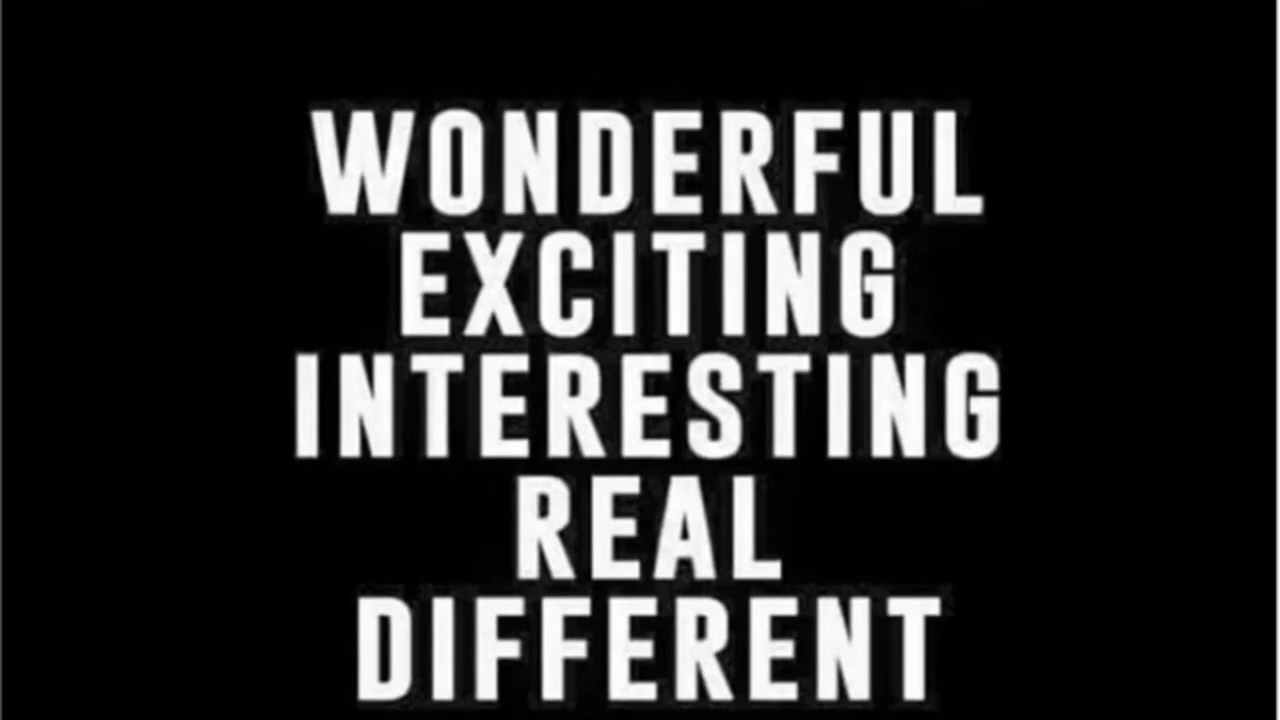 WONDERFUL
EXCITING
INTERESTING
REAL
DIFFERENT